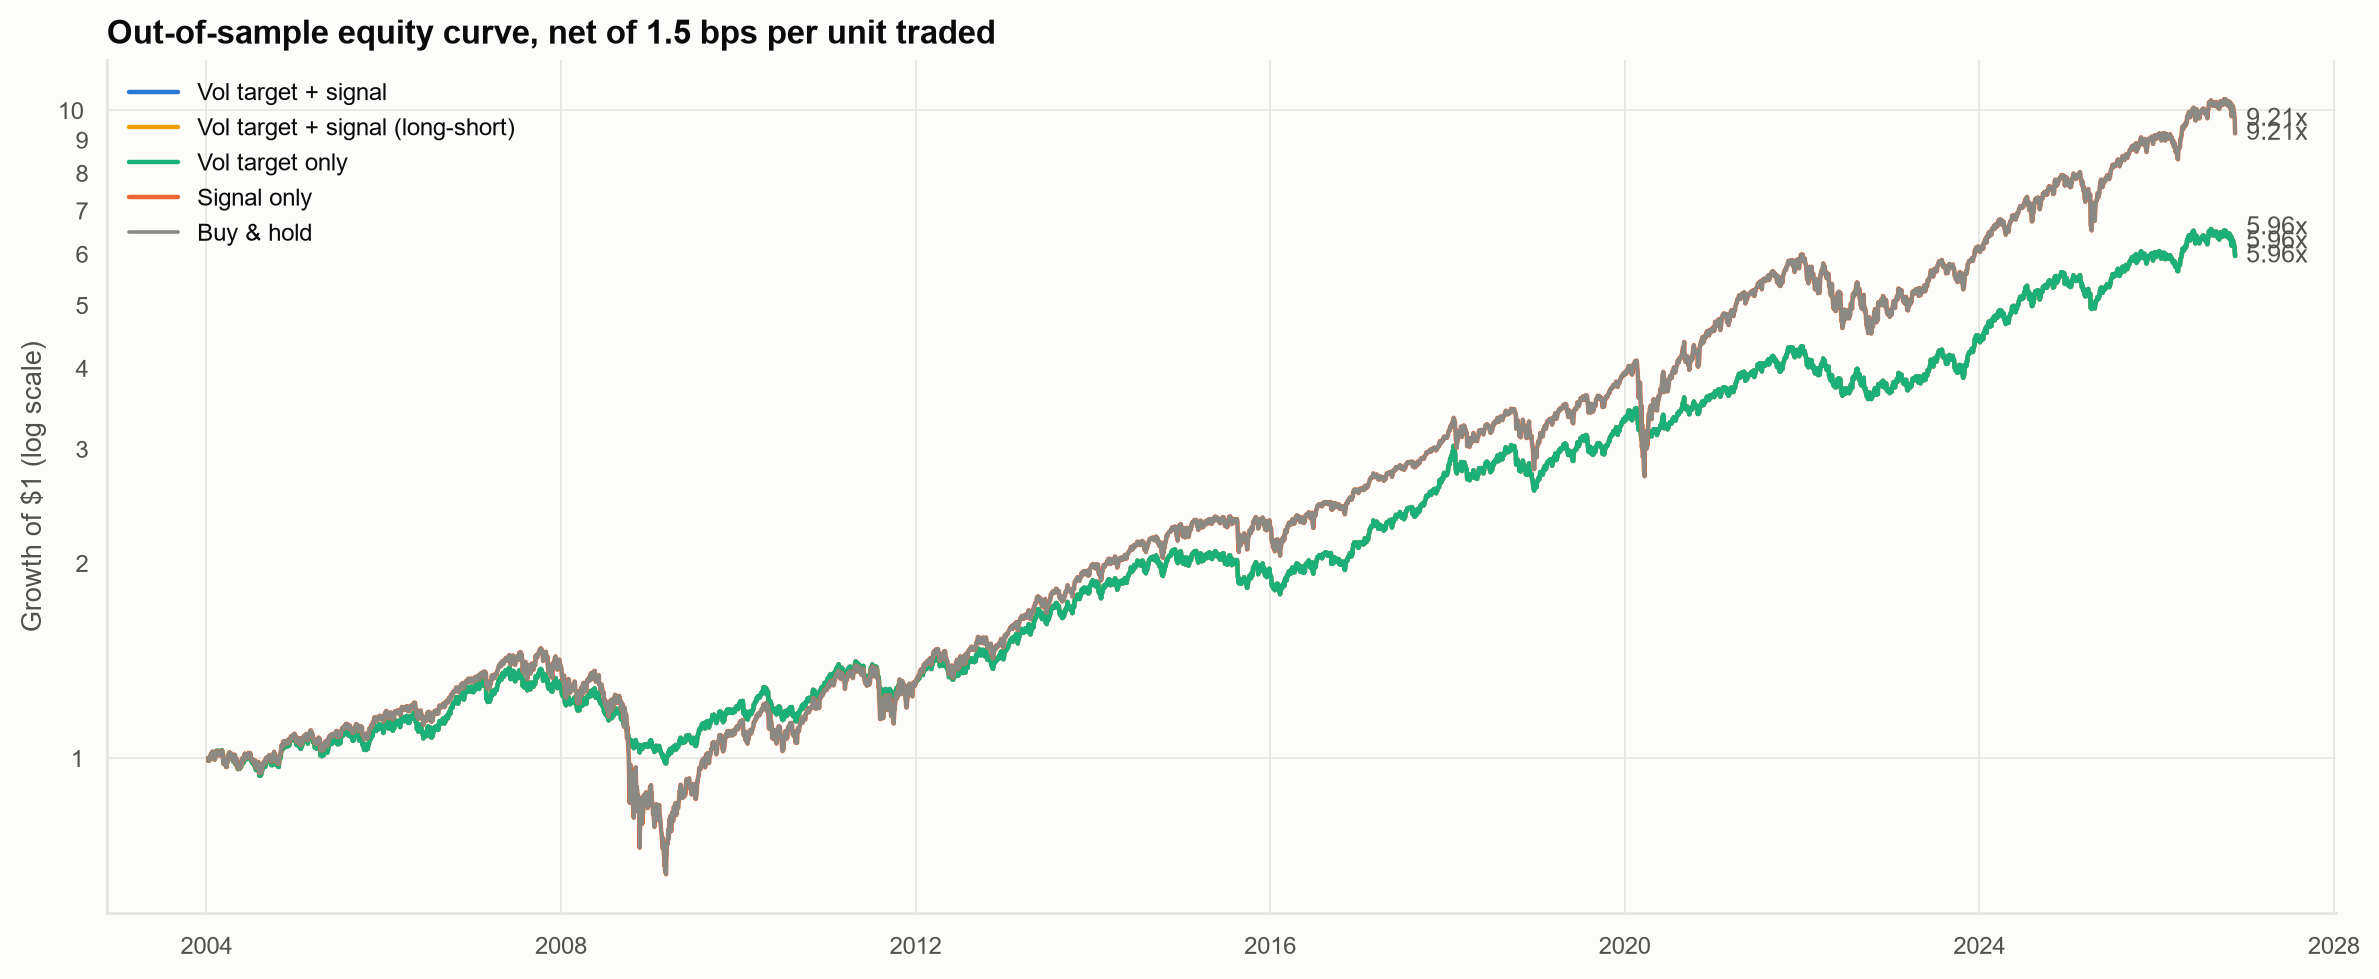 Out-of-sample equity curve, net of 1.5 bps per unit traded
Vol target + signal
Vol target + signal (long-short)
Vol target only
Signal only
Buy & hold
Growth of $1 (log scale)
10
9
8
7
6
5
4
3
2
1
9.21x
9.21x
5.96x
5.96x
5.96x
2004
2008
2012
2016
2020
2024
2028